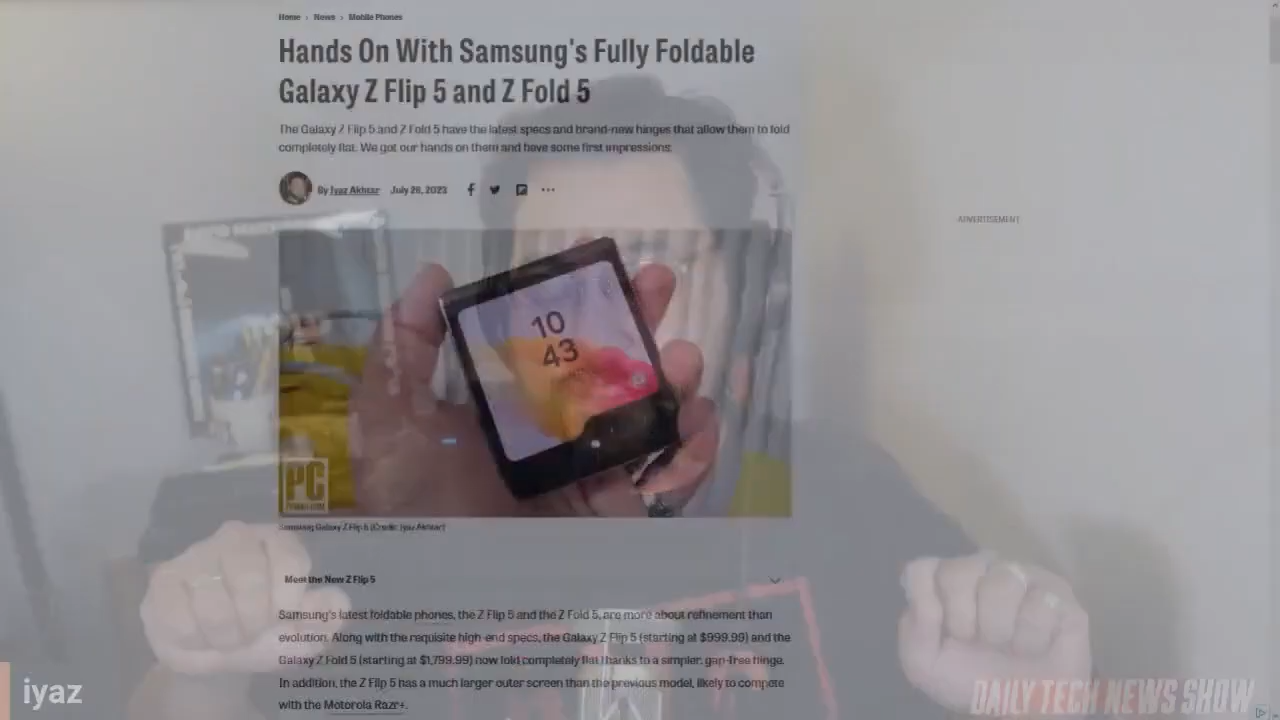 Home › News › Mobile Phones
Hands On With Samsung's Fully Foldable
Galaxy Z Flip 5 and Z Fold 5
The Galaxy Z Flip 5 and Z Fold 5 have the latest specs and brand-new hinges that allow them to fold
completely flat. We got our hands on them and have some first impressions.
By Iyaz Akhtar July 26, 2023
ADVERTISEMENT
10
43
PC
Samsung Galaxy Z Flip 5 (Credit: Iyaz Akhtar)
Meet the New Z Flip 5
Samsung's latest foldable phones, the Z Flip 5 and the Z Fold 5, are more about refinement than
evolution. Along with the requisite high-end specs, the Galaxy Z Flip 5 (starting at $999.99) and the
Galaxy Z Fold 5 (starting at $1,799.99) now fold completely flat thanks to a simpler, gap-free hinge.
In addition, the Z Flip 5 has a much larger outer screen than the previous model, likely to compete
with the Motorola Razr+.
iyaz
DAILY TECH NEWS SHOW